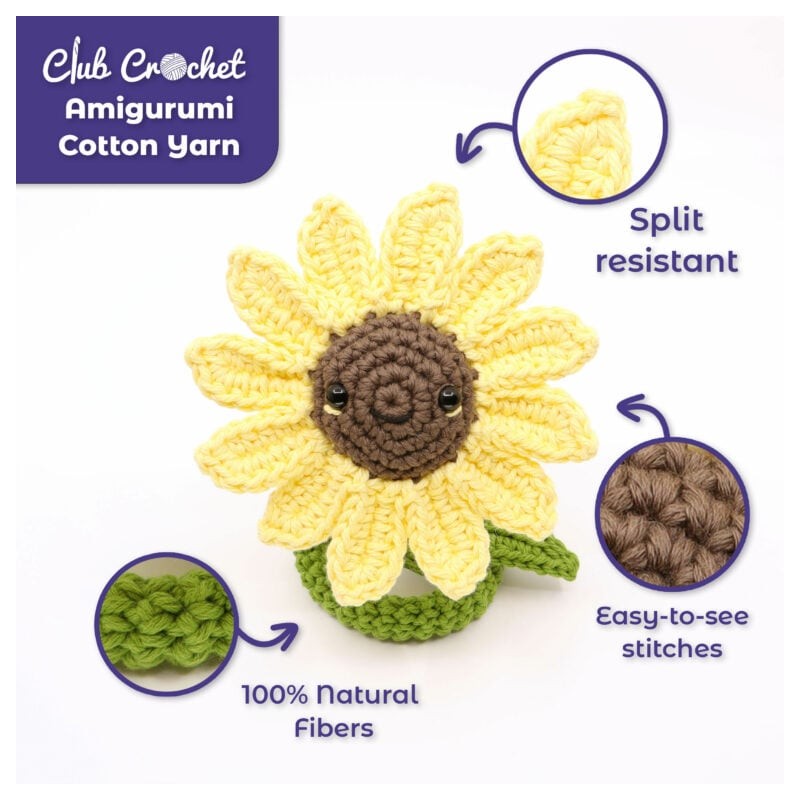 Club Crochet
Amigurumi
Cotton Yarn
Split
resistant
Easy-to-see
stitches
100% Natural
Fibers